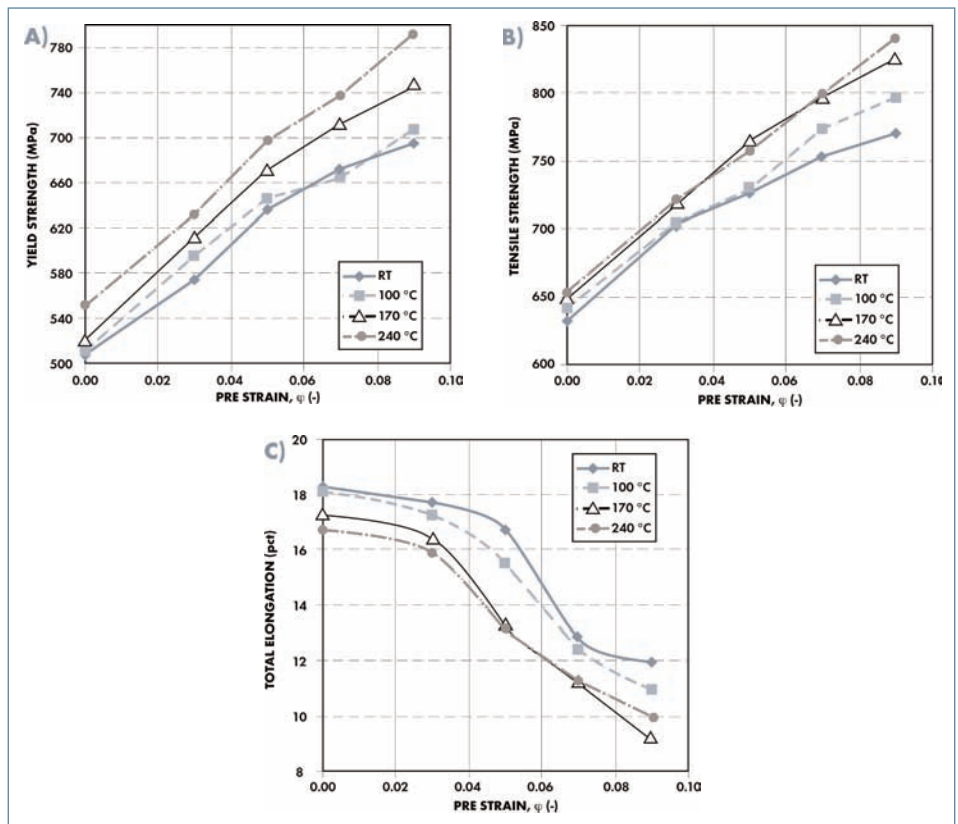 A)
YIELD STRENGTH (MPa)
780
740
700
660
620
580
540
500
0.00 0.02 0.04 0.06 0.08 0.10
PRE STRAIN, φ (-)
RT
100 °C
170 °C
240 °C
B)
TENSILE STRENGTH (MPa)
850
800
750
700
650
600
0.00 0.02 0.04 0.06 0.08 0.10
PRE STRAIN, φ (-)
RT
100 °C
170 °C
240 °C
C)
TOTAL ELONGATION (pct)
20
18
16
14
12
10
8
0.00 0.02 0.04 0.06 0.08 0.10
PRE STRAIN, φ (-)
RT
100 °C
170 °C
240 °C